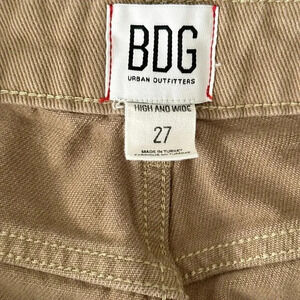 BDG
URBAN OUTFITTERS
HIGH AND WIDE
27
MADE IN TURKEY